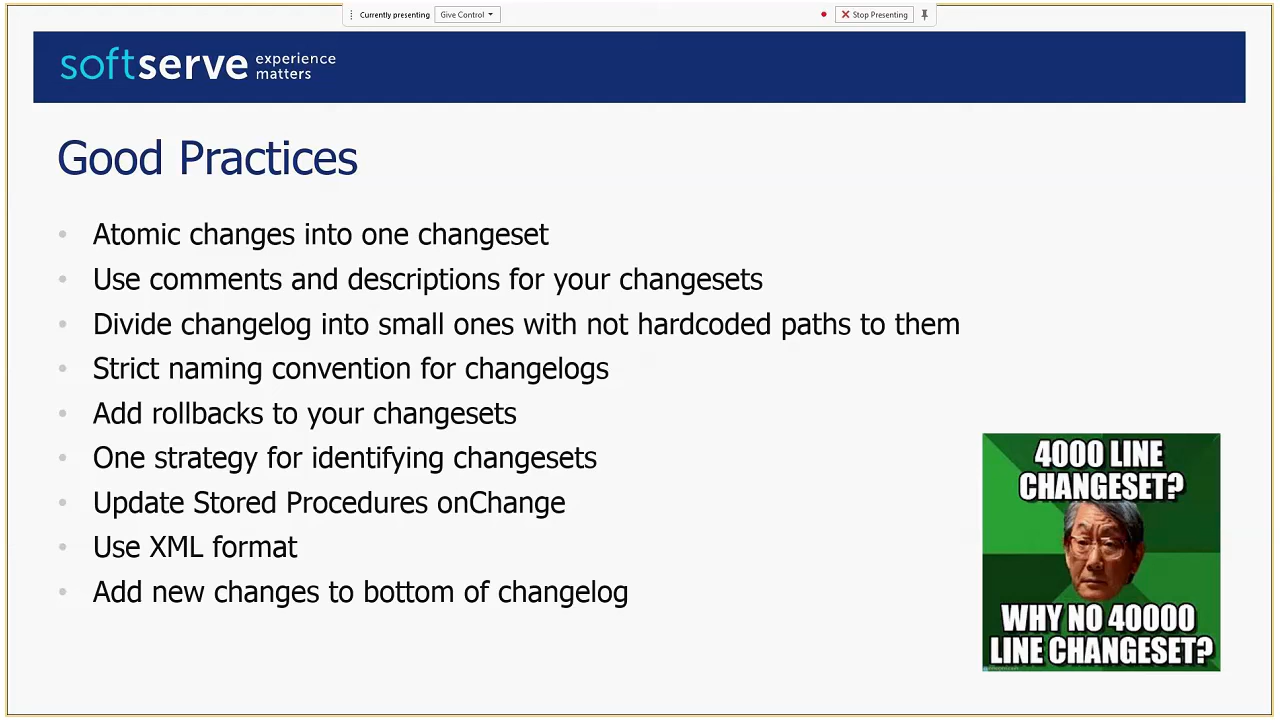 Currently presenting Give Control Stop Presenting
softserve experience
matters
Good Practices
• Atomic changes into one changeset
• Use comments and descriptions for your changesets
• Divide changelog into small ones with not hardcoded paths to them
• Strict naming convention for changelogs
• Add rollbacks to your changesets
• One strategy for identifying changesets
• Update Stored Procedures onChange
• Use XML format
• Add new changes to bottom of changelog
4000 LINE
CHANGESET?
WHY NO 40000
LINE CHANGESET?